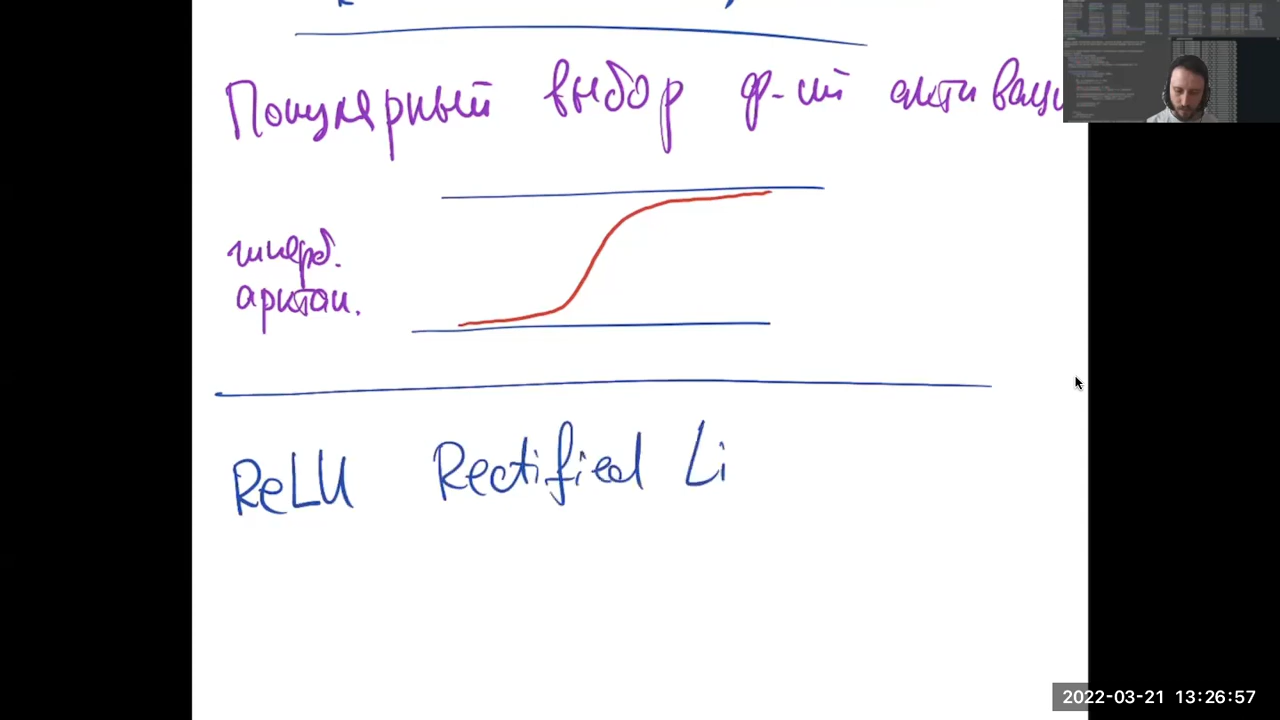 Популярный выбор ф-ий активаци
гиперб.
арктан.
ReLU Rectified Li
2022-03-21 13:26:57